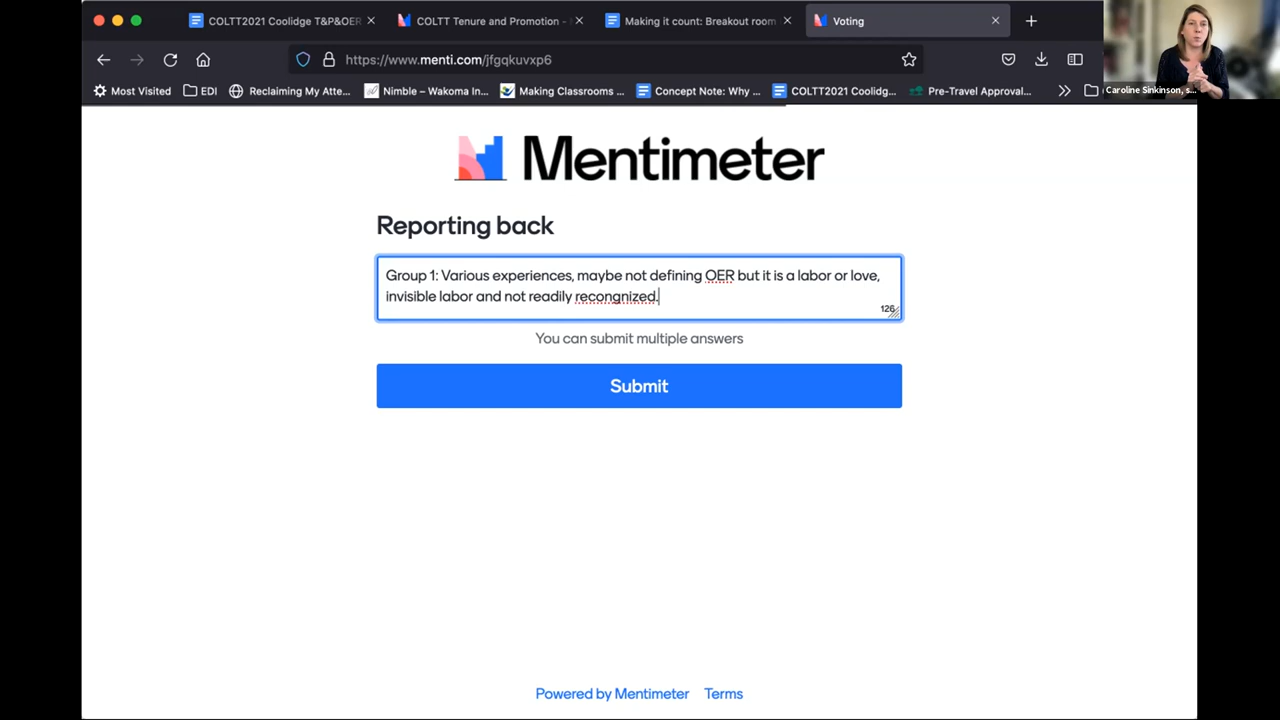 COLTT2021 Coolidge T&P&OER
COLTT Tenure and Promotion -
Making it count: Breakout room
Voting
https://www.menti.com/jfgqkuvxp6
Most Visited
EDI
Reclaiming My Atte...
Nimble – Wakoma In...
Making Classrooms ...
Concept Note: Why ...
COLTT2021 Coolidg...
Pre-Travel Approval...
Caroline Sinkinson, s...
Mentimeter
Reporting back
Group 1: Various experiences, maybe not defining OER but it is a labor or love,
invisible labor and not readily recongnized.
126
You can submit multiple answers
Submit
Powered by Mentimeter Terms